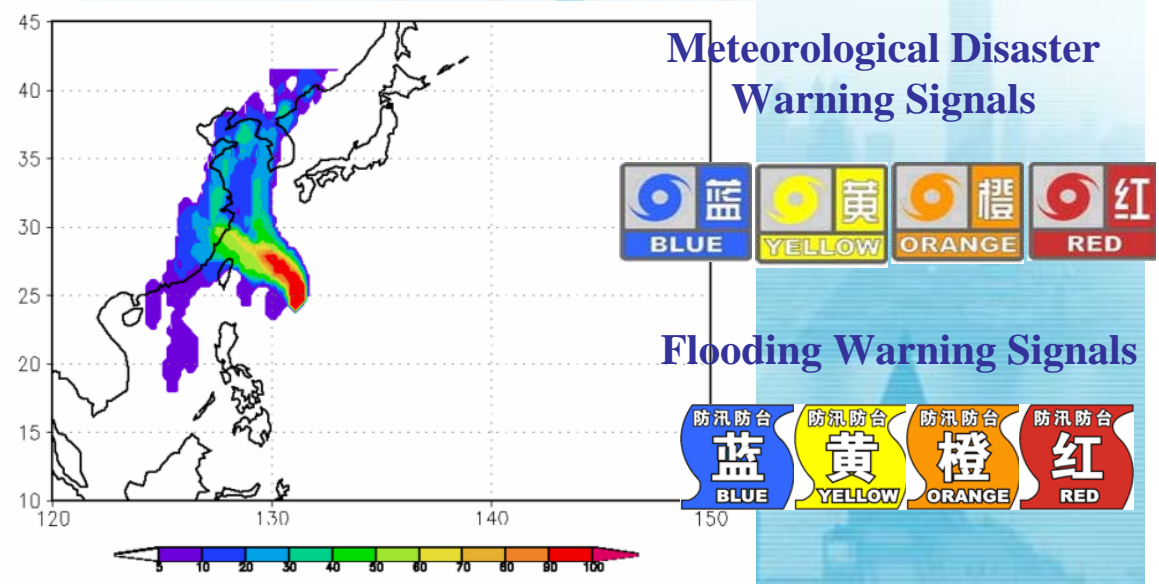 45
40
35
30
25
20
15
10
120 130 140 150
5 10 20 30 40 50 60 70 80 90 100
Meteorological Disaster
Warning Signals
蓝 黄 橙 红
BLUE YELLOW ORANGE RED
Flooding Warning Signals
防汛防台 防汛防台 防汛防台 防汛防台
蓝 黄 橙 红
BLUE YELLOW ORANGE RED